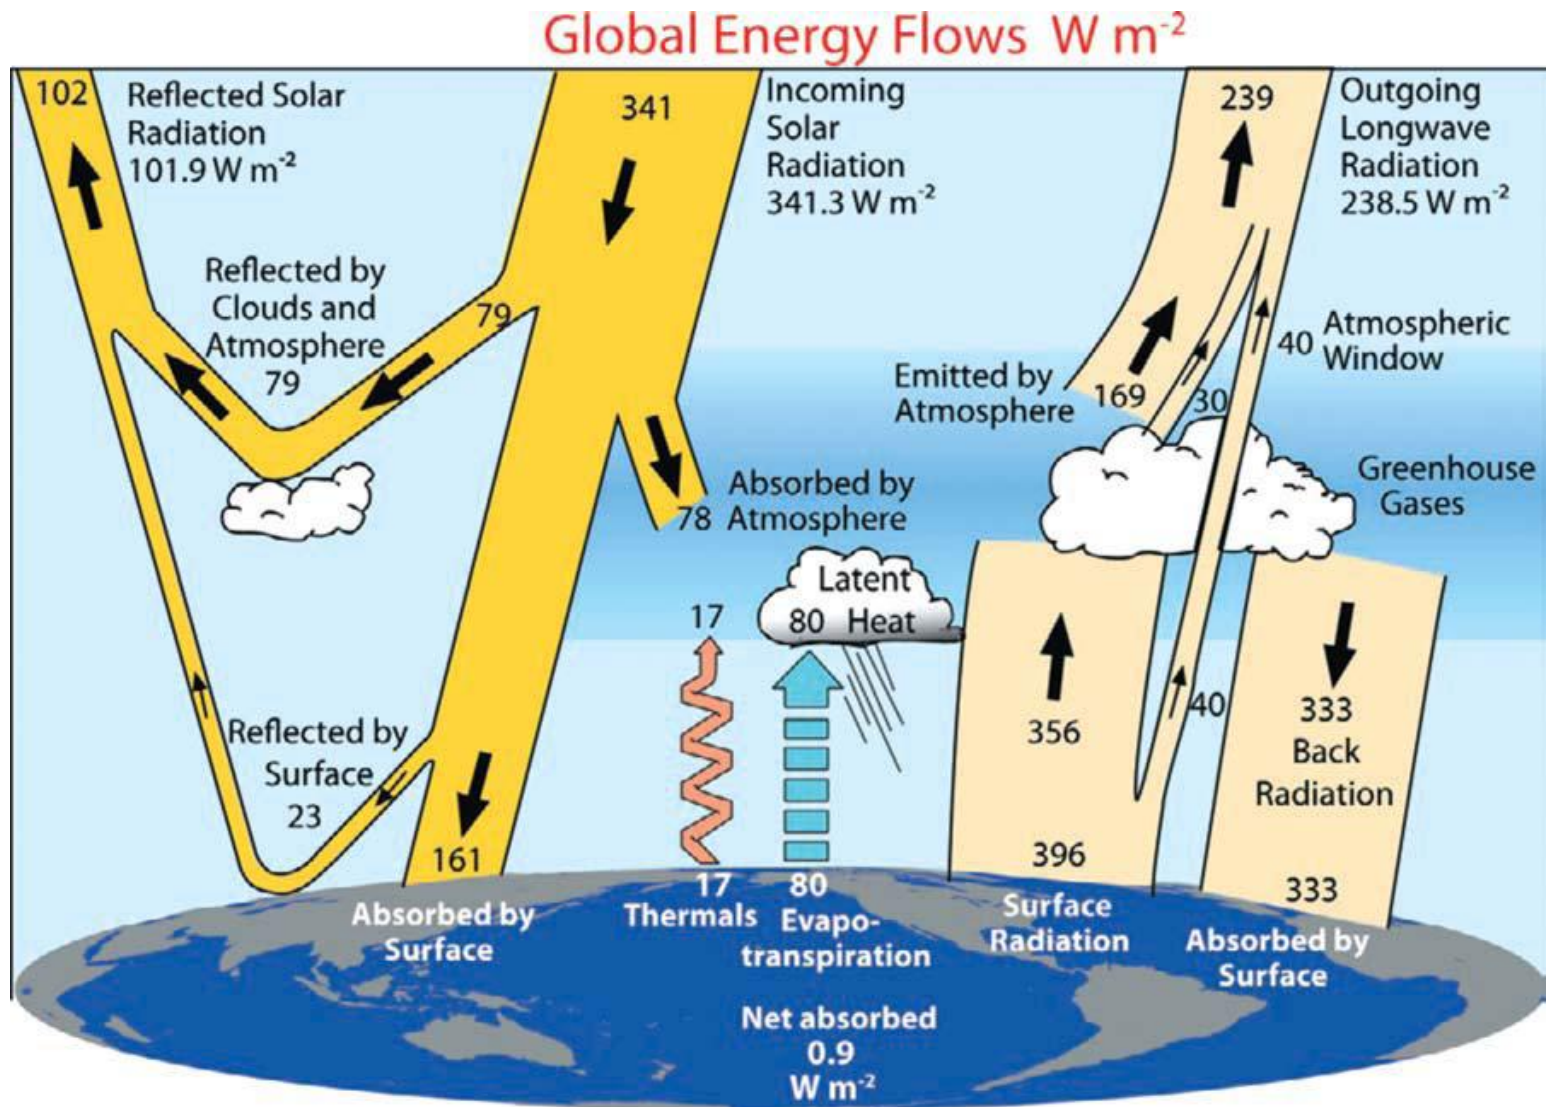 Global Energy Flows W m⁻²
102
Reflected Solar
Radiation
101.9 W m⁻²
341
Incoming
Solar
Radiation
341.3 W m⁻²
239
Outgoing
Longwave
Radiation
238.5 W m⁻²
Reflected by
Clouds and
Atmosphere
79
79
Emitted by
Atmosphere
169
30
40
Atmospheric
Window
Greenhouse
Gases
Absorbed by
78 Atmosphere
Latent
80 Heat
17
Reflected by
Surface
23
161
Absorbed by
Surface
17
Thermals
80
Evapo-
transpiration
356
40
396
Surface
Radiation
333
Back
Radiation
333
Absorbed by
Surface
Net absorbed
0.9
W m⁻²